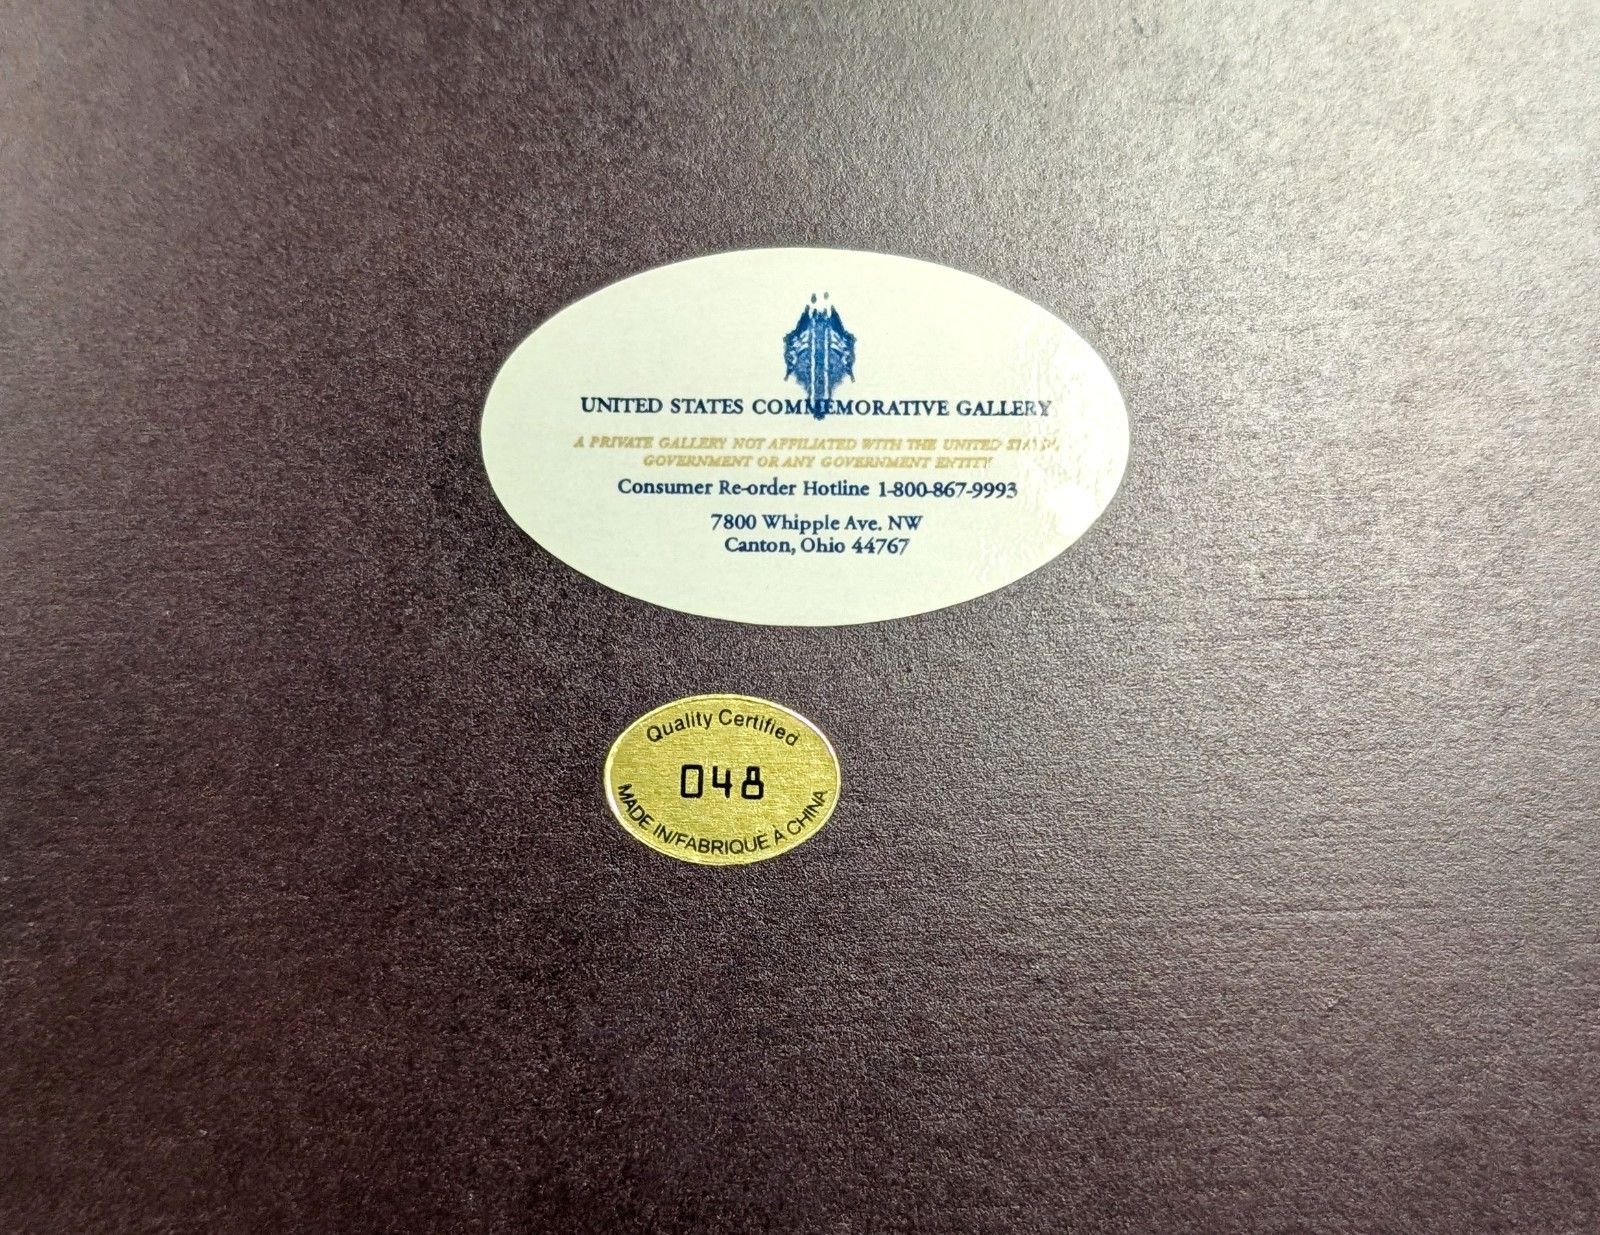 UNITED STATES COMMEMORATIVE GALLERY
A PRIVATE GALLERY NOT AFFILIATED WITH THE UNITED STATES
GOVERNMENT OR ANY GOVERNMENT ENTITY
Consumer Re-order Hotline 1-800-867-9993
7800 Whipple Ave. NW
Canton, Ohio 44767
Quality Certified
048
MADE IN/FABRIQUÉ À CHINA